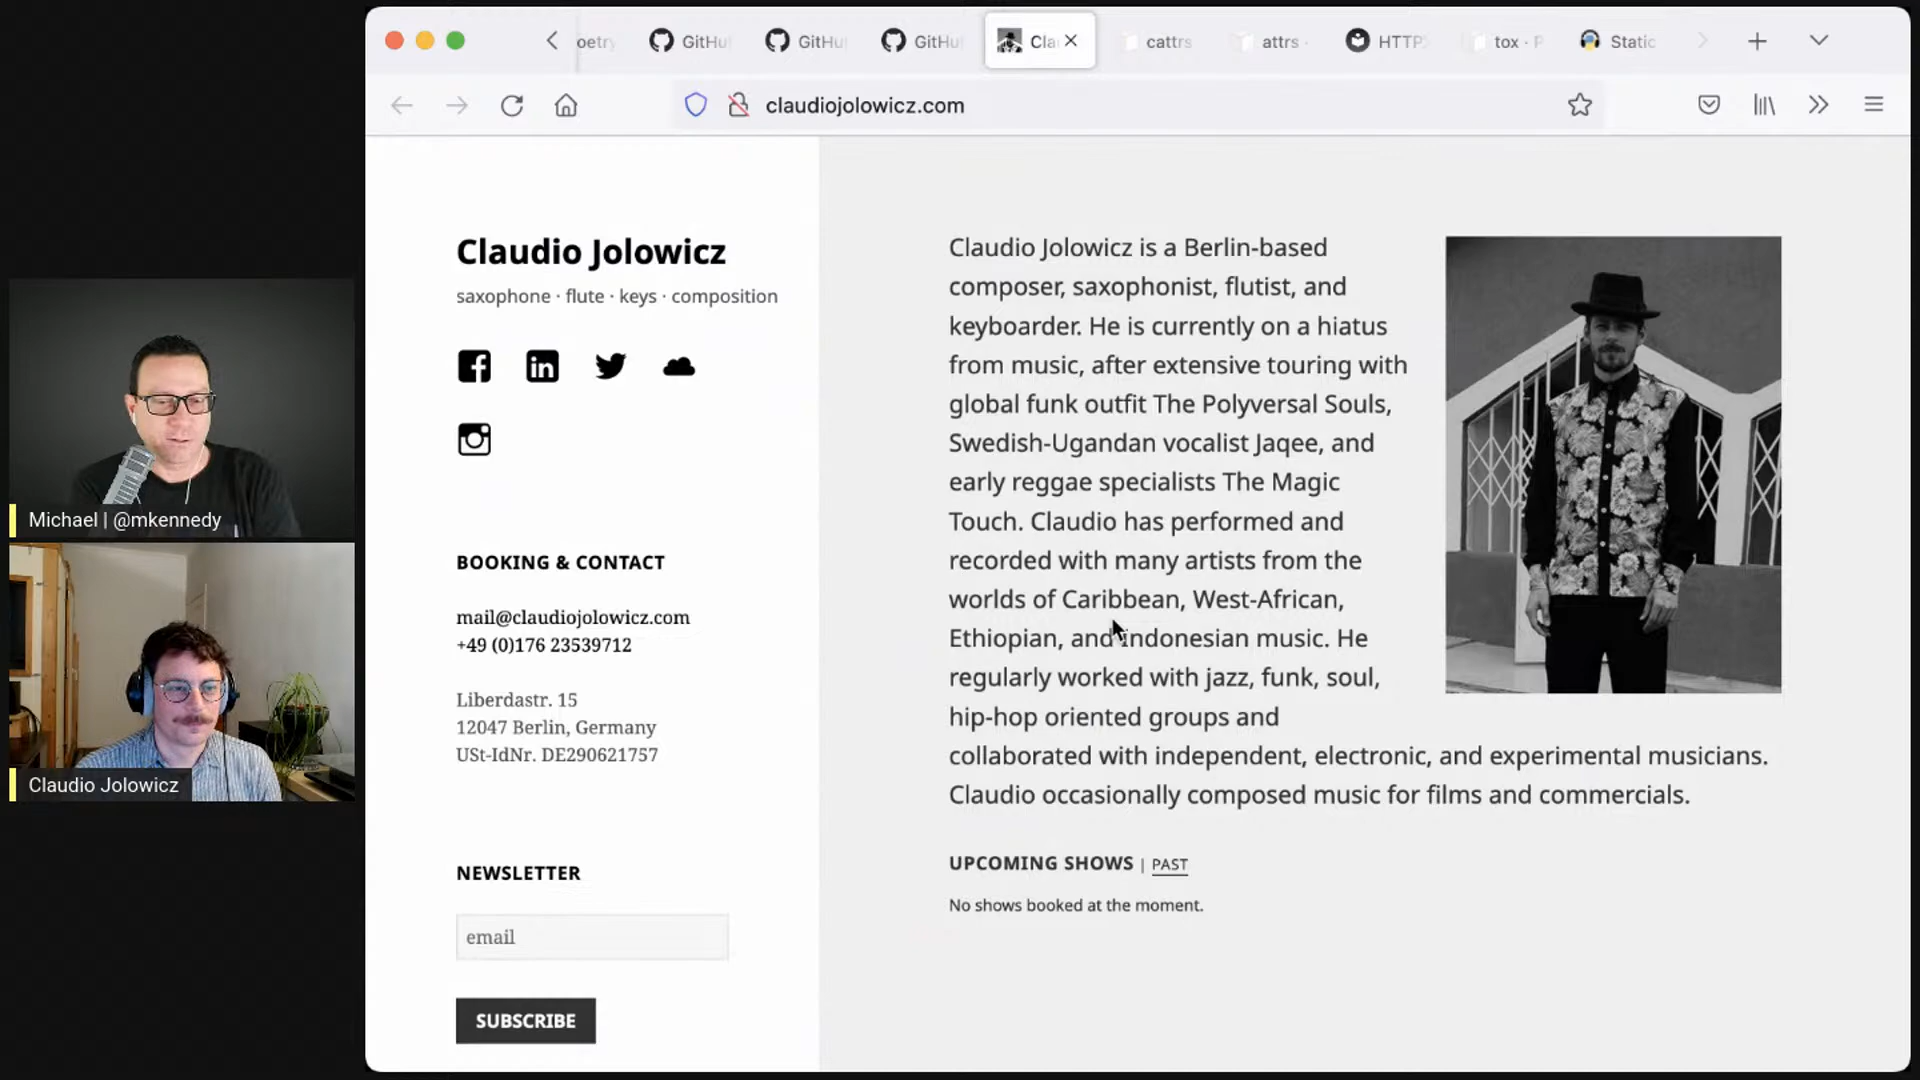 oetry
GitHu
GitHu
GitHu
Cla
cattrs
attrs ·
HTTP
tox · P
Static
claudiojolowicz.com
Claudio Jolowicz
saxophone · flute · keys · composition
BOOKING & CONTACT
mail@claudiojolowicz.com
+49 (0)176 23539712
Liberdastr. 15
12047 Berlin, Germany
USt-IdNr. DE290621757
NEWSLETTER
email
SUBSCRIBE
Claudio Jolowicz is a Berlin-based
composer, saxophonist, flutist, and
keyboarder. He is currently on a hiatus
from music, after extensive touring with
global funk outfit The Polyversal Souls,
Swedish-Ugandan vocalist Jaqee, and
early reggae specialists The Magic
Touch. Claudio has performed and
recorded with many artists from the
worlds of Caribbean, West-African,
Ethiopian, and Indonesian music. He
regularly worked with jazz, funk, soul,
hip-hop oriented groups and
collaborated with independent, electronic, and experimental musicians.
Claudio occasionally composed music for films and commercials.
UPCOMING SHOWS | PAST
No shows booked at the moment.
Michael | @mkennedy
Claudio Jolowicz